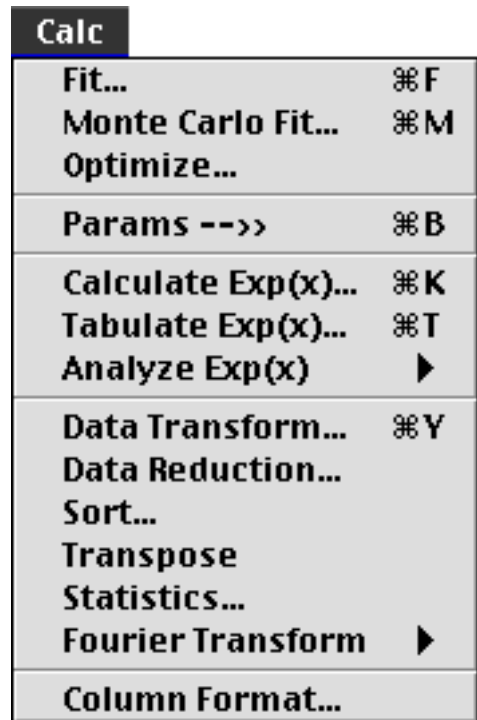 Calc
Fit... ⌘F
Monte Carlo Fit... ⌘M
Optimize...
Params -->> ⌘B
Calculate Exp(x)... ⌘K
Tabulate Exp(x)... ⌘T
Analyze Exp(x)
Data Transform... ⌘Y
Data Reduction...
Sort...
Transpose
Statistics...
Fourier Transform
Column Format...